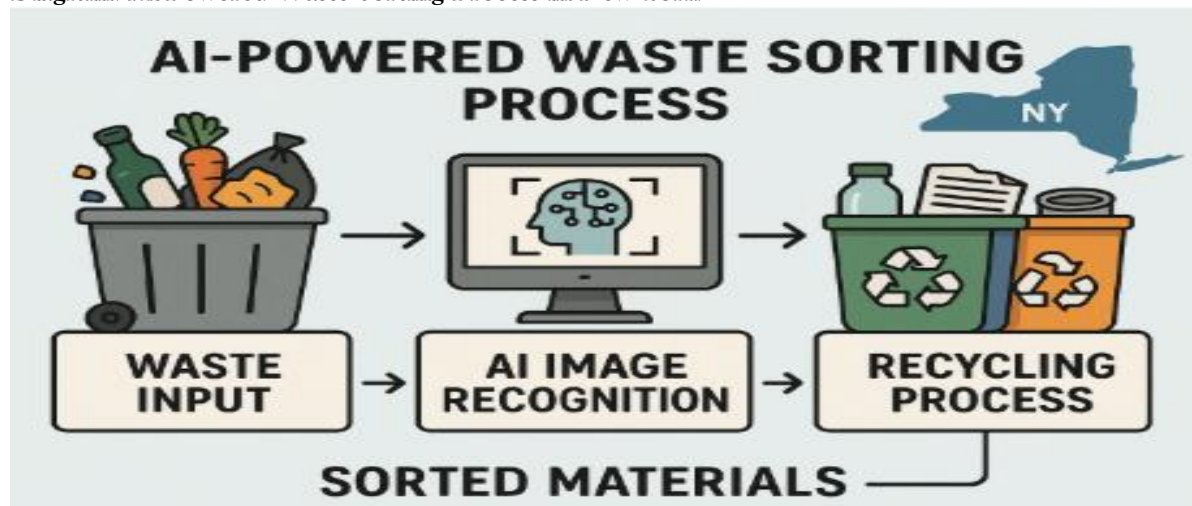 AI-POWERED WASTE SORTING
PROCESS
NY
WASTE
INPUT
AI IMAGE
RECOGNITION
RECYCLING
PROCESS
SORTED MATERIALS